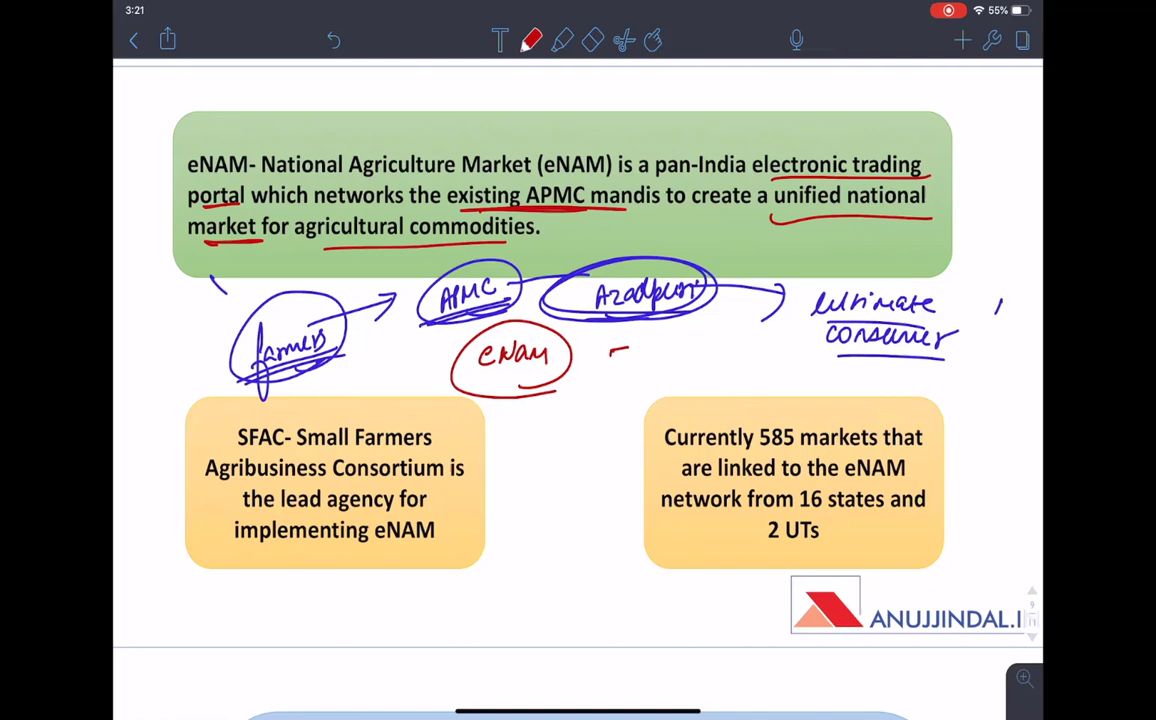 3:21
55%
T
eNAM- National Agriculture Market (eNAM) is a pan-India electronic trading
portal which networks the existing APMC mandis to create a unified national
market for agricultural commodities.
farmers
APMC
Azadpur
ultimate
consumer
eNAM
SFAC- Small Farmers
Agribusiness Consortium is
the lead agency for
implementing eNAM
Currently 585 markets that
are linked to the eNAM
network from 16 states and
2 UTs
ANUJJINDAL.I
9